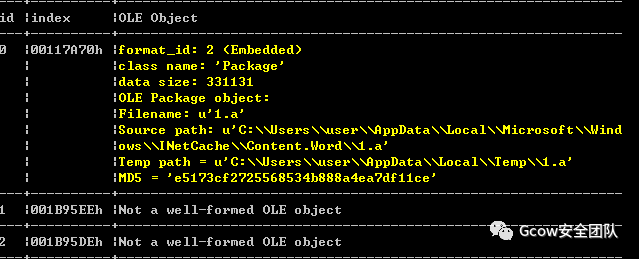 id |index |OLE Object
0 |00117A70h |format_id: 2 (Embedded)
|class name: 'Package'
|data size: 331131
|OLE Package object:
|Filename: u'1.a'
|Source path: u'C:\\Users\\user\\AppData\\Local\\Microsoft\\Wind
|ows\\INetCache\\Content.Word\\1.a'
|Temp path = u'C:\\Users\\user\\AppData\\Local\\Temp\\1.a'
|MD5 = 'e5173cf2725568534b888a4ea7df11ce'
1 |001B95EEh |Not a well-formed OLE object
2 |001B95DEh |Not a well-formed OLE object
Gcow安全团队